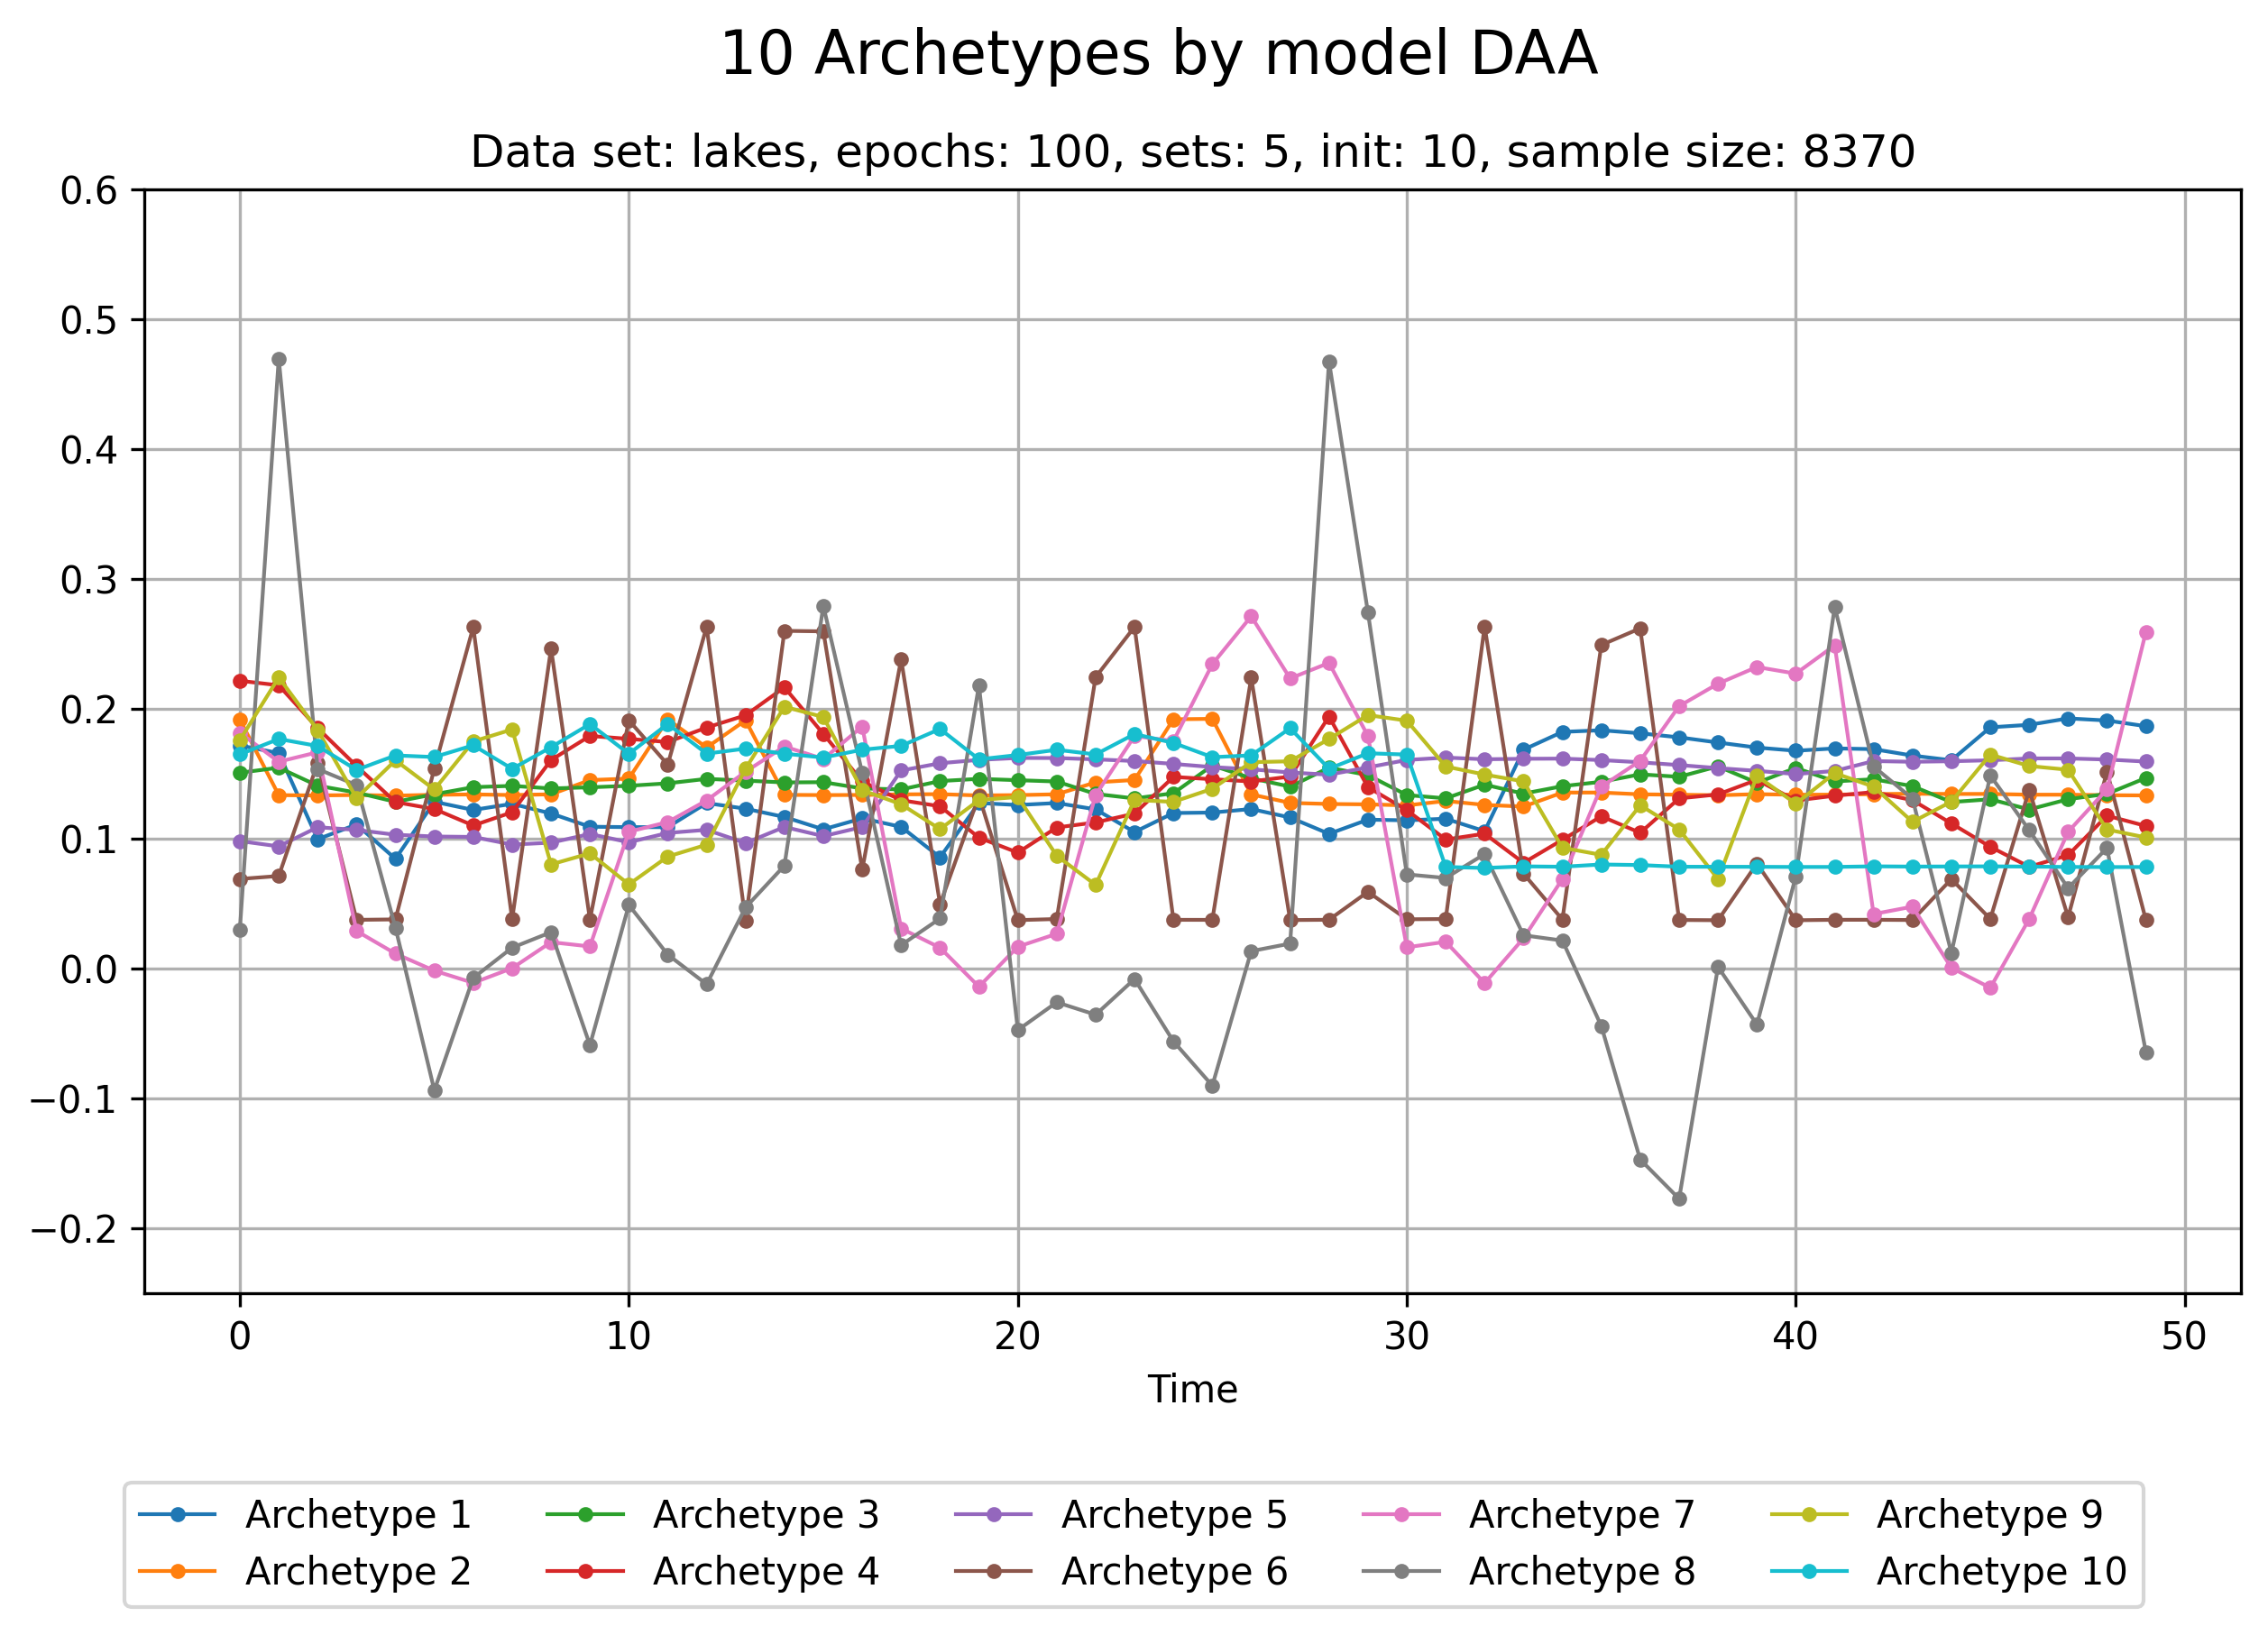 10 Archetypes by model DAA
Data set: lakes, epochs: 100, sets: 5, init: 10, sample size: 8370
0.6
0.5
0.4
0.3
0.2
0.1
0.0
−0.1
−0.2
0 10 20 30 40 50
Time
Archetype 1 Archetype 3 Archetype 5 Archetype 7 Archetype 9
Archetype 2 Archetype 4 Archetype 6 Archetype 8 Archetype 10